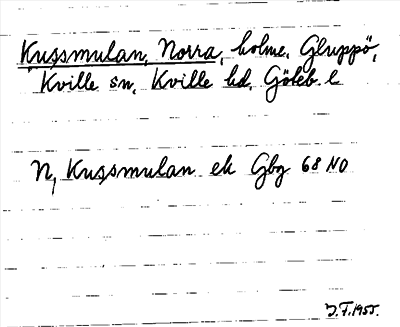 Kussmulan, Norra, holme, Gluppö,
Kville sn, Kville hd, Göteb. l
N, Kussmulan ek Gbg 68 NO
J.F. 1955.